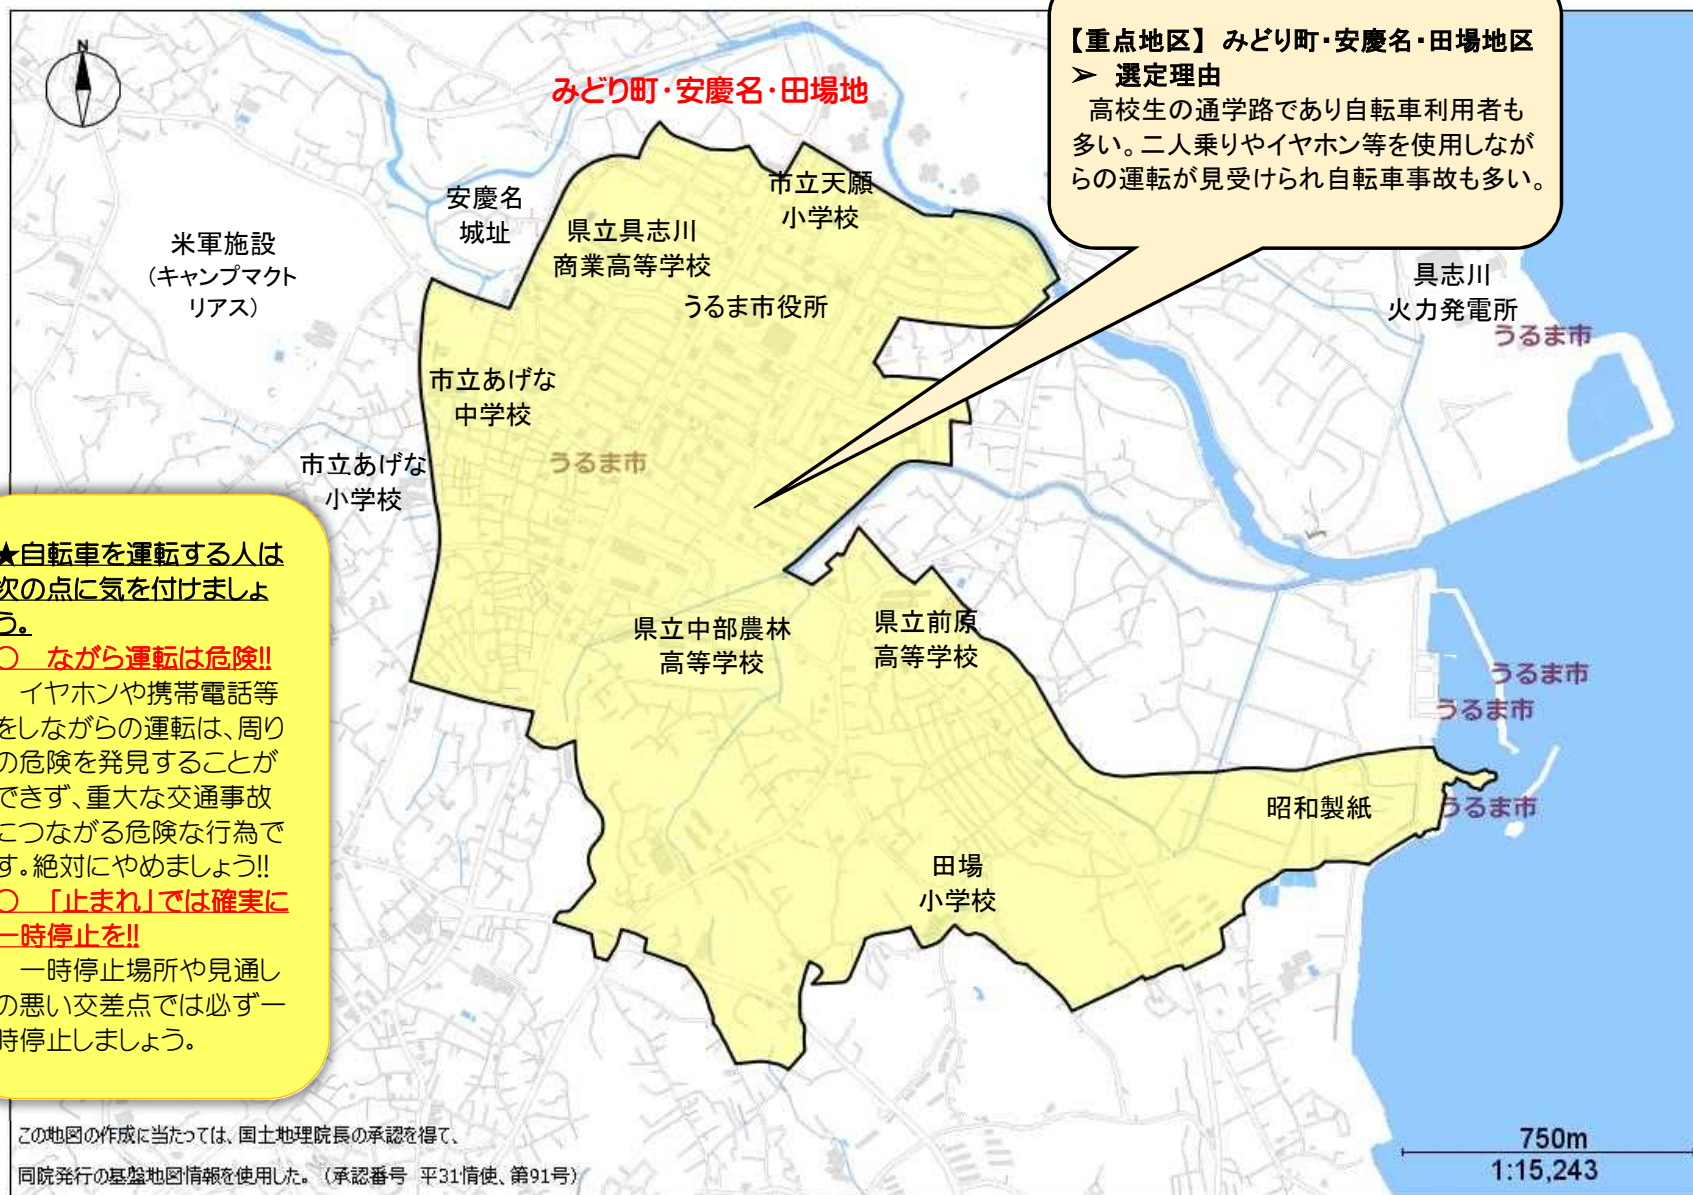 N
みどり町・安慶名・田場地
【重点地区】 みどり町・安慶名・田場地区
➢ 選定理由
高校生の通学路であり自転車利用者も
多い。二人乗りやイヤホン等を使用しなが
らの運転が見受けられ自転車事故も多い。
安慶名
城址
米軍施設
(キャンプマクト
リアス)
県立具志川
商業高等学校
市立天願
小学校
うるま市役所
具志川
火力発電所
うるま市
市立あげな
中学校
市立あげな
小学校
うるま市
★自転車を運転する人は
次の点に気を付けましょ
う。
○ ながら運転は危険!!
イヤホンや携帯電話等
をしながらの運転は、周り
の危険を発見することが
できず、重大な交通事故
につながる危険な行為で
す。絶対にやめましょう!!
○ 「止まれ」では確実に
一時停止を!!
一時停止場所や見通し
の悪い交差点では必ず一
時停止しましょう。
県立中部農林
高等学校
県立前原
高等学校
うるま市
うるま市
昭和製紙
うるま市
田場
小学校
この地図の作成に当たっては、国土地理院長の承認を得て、
同院発行の基盤地図情報を使用した。（承認番号 平31情使、第91号）
750m
1:15,243